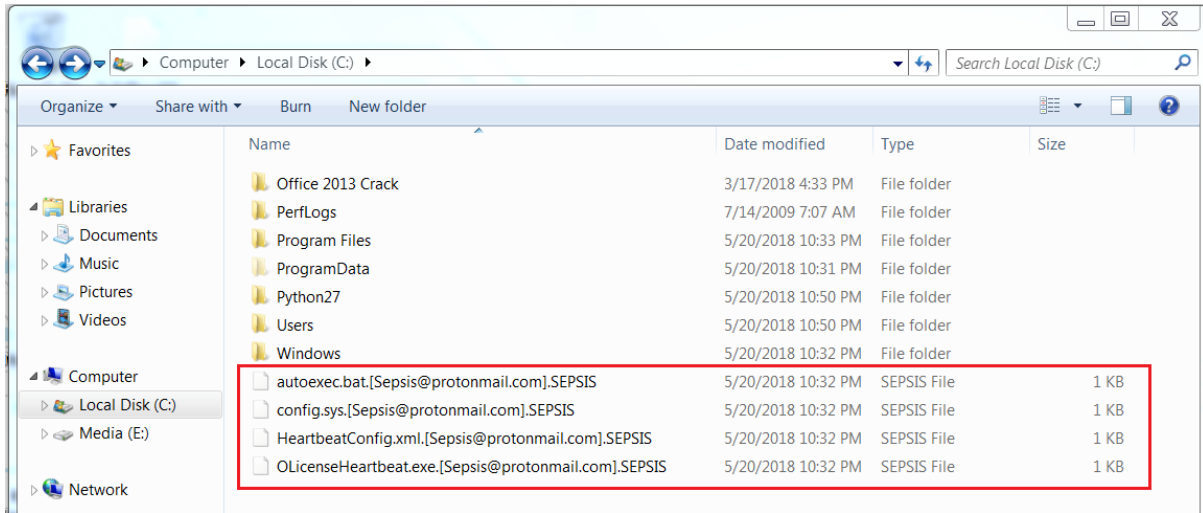 Computer Local Disk (C:) Search Local Disk (C:)
Organize Share with Burn New folder
Favorites
Libraries
Documents
Music
Pictures
Videos
Computer
Local Disk (C:)
Media (E:)
Network
Name Date modified Type Size
Office 2013 Crack 3/17/2018 4:33 PM File folder
PerfLogs 7/14/2009 7:07 AM File folder
Program Files 5/20/2018 10:33 PM File folder
ProgramData 5/20/2018 10:31 PM File folder
Python27 5/20/2018 10:50 PM File folder
Users 5/20/2018 10:50 PM File folder
Windows 5/20/2018 10:32 PM File folder
autoexec.bat.[Sepsis@protonmail.com].SEPSIS 5/20/2018 10:32 PM SEPSIS File 1 KB
config.sys.[Sepsis@protonmail.com].SEPSIS 5/20/2018 10:32 PM SEPSIS File 1 KB
HeartbeatConfig.xml.[Sepsis@protonmail.com].SEPSIS 5/20/2018 10:32 PM SEPSIS File 1 KB
OLicenseHeartbeat.exe.[Sepsis@protonmail.com].SEPSIS 5/20/2018 10:32 PM SEPSIS File 1 KB